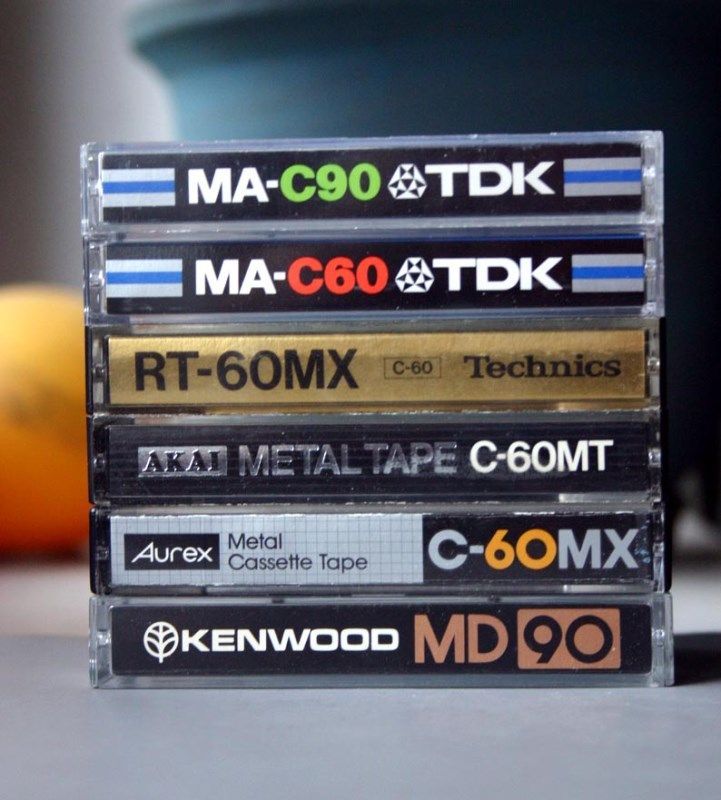 MA-C90 TDK
MA-C60 TDK
RT-60MX C-60 Technics
AKAI METAL TAPE C-60MT
Aurex Metal Cassette Tape C-60MX
KENWOOD MD 90